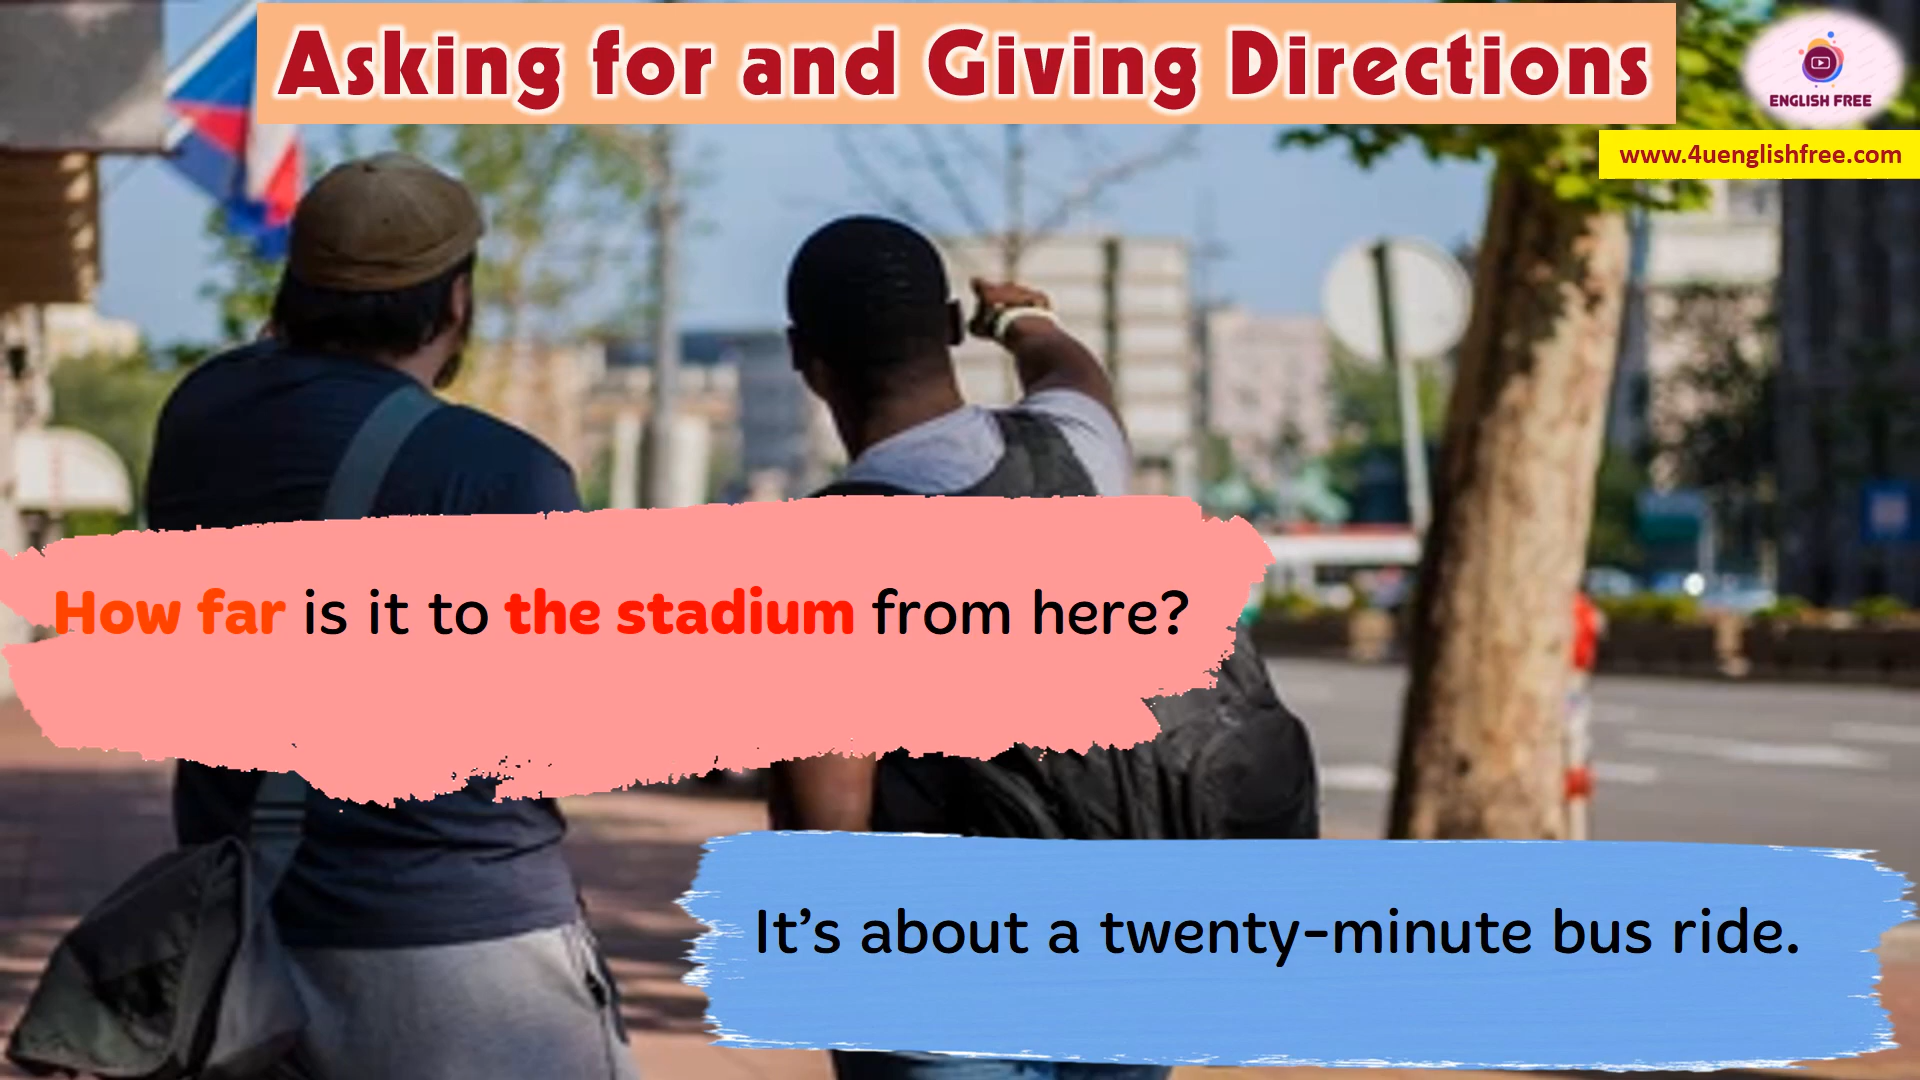 Asking for and Giving Directions
ENGLISH FREE
www.4uenglishfree.com
How far is it to the stadium from here?
It’s about a twenty-minute bus ride.